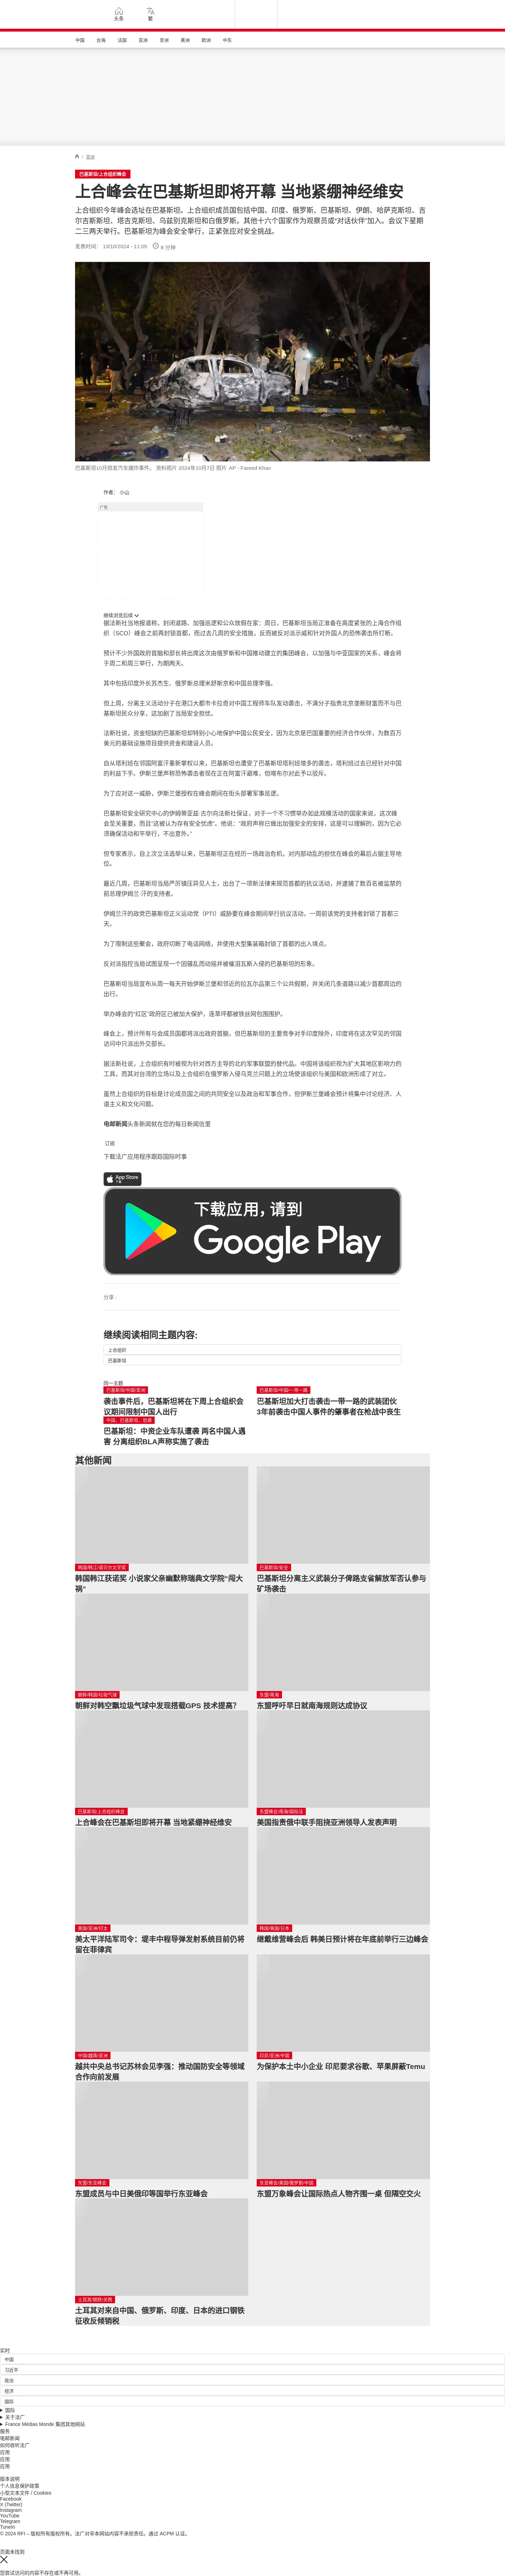 头条
繁
中国
台海
法国
亚洲
非洲
美洲
欧洲
中东
亚洲
巴基斯坦/上合组织峰会
上合峰会在巴基斯坦即将开幕 当地紧绷神经维安
上合组织今年峰会选址在巴基斯坦。上合组织成员国包括中国、印度、俄罗斯、巴基斯坦、伊朗、哈萨克斯坦、吉
尔吉斯斯坦、塔吉克斯坦、乌兹别克斯坦和白俄罗斯。其他十六个国家作为观察员或“对话伙伴”加入。会议下星期
二三两天举行。巴基斯坦为峰会安全举行，正紧张应对安全挑战。
发表时间： 13/10/2024 - 11:09
6 分钟
巴基斯坦10月频发汽车爆炸事件。 资料照片 2024年10月7日 照片 AP - Fareed Khan
作者： 小山
广告
继续浏览后续
据法新社当地报道称，封闭道路、加强巡逻和公众放假在家：周日，巴基斯坦当局正准备在高度紧张的上海合作组
织（SCO）峰会之前再封锁首都，而过去几周的安全措施，反而被反对派示威和针对外国人的恐怖袭击所打断。
预计不少外国政府首脑和部长将出席这次由俄罗斯和中国推动建立的集团峰会，以加强与中亚国家的关系，峰会将
于周二和周三举行，为期两天。
其中包括印度外长苏杰生、俄罗斯总理米舒斯京和中国总理李强。
但上周，分离主义活动分子在港口大都市卡拉奇对中国工程师车队发动袭击，不满分子指责北京垄断财富而不与巴
基斯坦民众分享，这加剧了当局安全担忧。
法新社说，资金短缺的巴基斯坦却特别小心地保护中国公民安全，因为北京是巴国重要的经济合作伙伴，为数百万
美元的基础设施项目提供资金和建设人员。
自从塔利班在邻国阿富汗重新掌权以来，巴基斯坦也遭受了巴基斯坦塔利班增多的袭击，塔利班过去已经针对中国
的利益下手。伊斯兰堡声称恐怖袭击者现在正在阿富汗避难，但喀布尔对此予以驳斥。
为了应对这一威胁，伊斯兰堡授权在峰会期间在街头部署军事巡逻。
巴基斯坦安全研究中心的伊姆蒂亚兹·古尔向法新社保证，对于一个不习惯举办如此规模活动的国家来说，这次峰
会至关重要，而且“这被认为存有安全忧虑”。他说：“政府声称已做出加强安全的安排，这是可以理解的，因为它必
须确保活动和平举行，不出意外。”
但专家表示，自上次立法选举以来，巴基斯坦正在经历一场政治危机，对内部动乱的担忧在峰会的幕后占据主导地
位。
最近几周，巴基斯坦当局严厉镇压异见人士，出台了一项新法律来规范首都的抗议活动，并逮捕了数百名被监禁的
前总理伊姆兰·汗的支持者。
伊姆兰汗的政党巴基斯坦正义运动党（PTI）威胁要在峰会期间举行抗议活动，一周前该党的支持者封锁了首都三
天。
为了限制这些聚会，政府切断了电话网络，并使用大型集装箱封锁了首都的出入境点。
反对派指控当局试图呈现一个因骚乱而动摇并被催泪瓦斯入侵的巴基斯坦的形象。
巴基斯坦当局宣布从周一每天开始伊斯兰堡和邻近的拉瓦尔品第三个公共假期，并关闭几条道路以减少首都周边的
出行。
举办峰会的“红区”政府区已被加大保护，连草坪都被铁丝网包围围护。
峰会上，预计所有与会成员国都将派出政府首脑，但巴基斯坦的主要竞争对手印度除外，印度将在这次罕见的邻国
访问中只派出外交部长。
据法新社说，上合组织有时被视为针对西方主导的北约军事联盟的替代品。中国将该组织视为扩大其地区影响力的
工具，而其对台湾的立场以及上合组织在俄罗斯入侵乌克兰问题上的立场使该组织与美国和欧洲形成了对立。
虽然上合组织的目标是讨论成员国之间的共同安全以及政治和军事合作，但伊斯兰堡峰会预计将集中讨论经济、人
道主义和文化问题。
电邮新闻头条新闻就在您的每日新闻信里
订阅
下载法广应用程序跟踪国际时事
App Store
下载
下载应用，请到
Google Play
分享 :
继续阅读相同主题内容:
上合组织
巴基斯坦
同一主题
巴基斯坦/中国/亚洲
袭击事件后，巴基斯坦将在下周上合组织会
议期间限制中国人出行
巴基斯坦/中国/一带一路
巴基斯坦加大打击袭击一带一路的武装团伙
3年前袭击中国人事件的肇事者在枪战中丧生
中国、巴基斯坦、恐袭
巴基斯坦：中资企业车队遭袭 两名中国人遇
害 分离组织BLA声称实施了袭击
其他新闻
韩国/韩江/诺贝尔文学奖
韩国韩江获诺奖 小说家父亲幽默称瑞典文学院“闯大
祸”
巴基斯坦/安全
巴基斯坦分离主义武装分子俾路支省解放军否认参与
矿场袭击
朝鲜/韩国/垃圾气球
朝鲜对韩空飘垃圾气球中发现搭载GPS 技术提高?
东盟/南海
东盟呼吁早日就南海规则达成协议
巴基斯坦/上合组织峰会
上合峰会在巴基斯坦即将开幕 当地紧绷神经维安
东盟峰会/南海/国际法
美国指责俄中联手阻挠亚洲领导人发表声明
美国/亚洲/印太
美太平洋陆军司令：堤丰中程导弹发射系统目前仍将
留在菲律宾
韩国/美国/日本
继戴维营峰会后 韩美日预计将在年底前举行三边峰会
中国/越南/亚洲
越共中央总书记苏林会见李强：推动国防安全等领域
合作向前发展
印尼/亚洲/中国
为保护本土中小企业 印尼要求谷歌、苹果屏蔽Temu
东盟/东亚峰会
东盟成员与中日美俄印等国举行东亚峰会
东亚峰会/美国/俄罗斯/中国
东盟万象峰会让国际热点人物齐围一桌 但隔空交火
土耳其/钢铁/关税
土耳其对来自中国、俄罗斯、印度、日本的进口钢铁
征收反倾销税
实时
中国
习近平
政治
经济
国际
国际
关于法广
France Médias Monde 集团其他网站
服务
电邮新闻
如何收听法广
应用
应用
应用
版本说明
个人信息保护政策
小型文本文件 / Cookies
Facebook
X (Twitter)
Instagram
YouTube
Telegram
TuneIn
© 2024 RFI – 版权所有版权所有。法广对非本网站内容不承担责任。通过 ACPM 认证。
页面未找到
您尝试访问的内容不存在或不再可用。